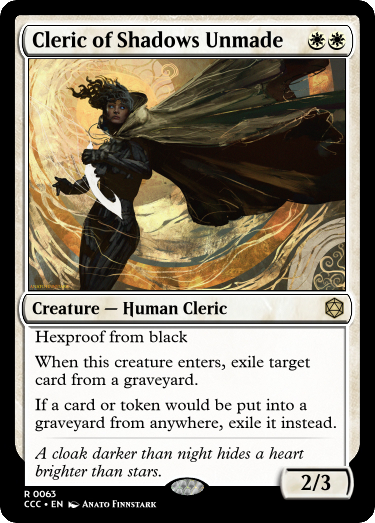 Cleric of Shadows Unmade
Creature — Human Cleric
Hexproof from black
When this creature enters, exile target
card from a graveyard.
If a card or token would be put into a
graveyard from anywhere, exile it instead.
A cloak darker than night hides a heart
brighter than stars.
2/3
R 0063
CCC • EN Anato Finnstark